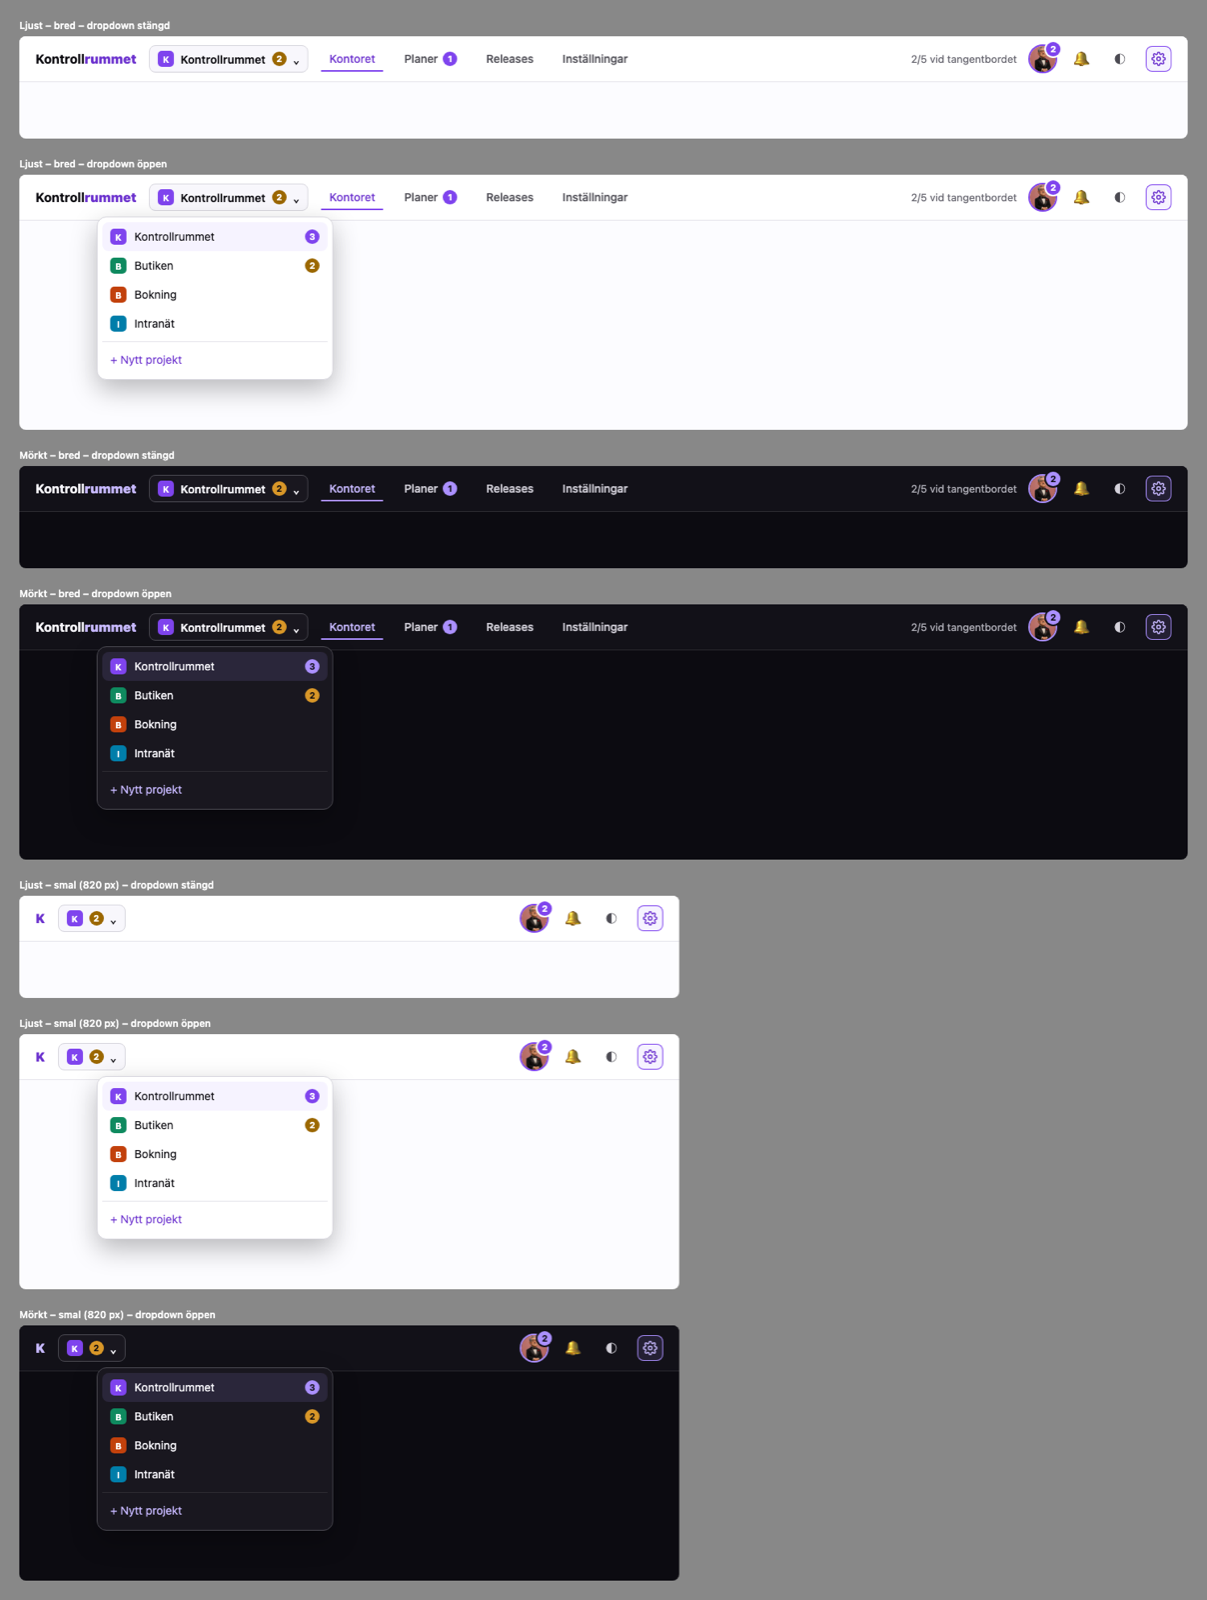 Ljust – bred – dropdown stängd
Kontrollrummet K Kontrollrummet 2 Kontoret Planer 1 Releases Inställningar 2/5 vid tangentbordet 2
Ljust – bred – dropdown öppen
Kontrollrummet K Kontrollrummet 2 Kontoret Planer 1 Releases Inställningar 2/5 vid tangentbordet 2
K Kontrollrummet 3
B Butiken 2
B Bokning
I Intranät
+ Nytt projekt
Mörkt – bred – dropdown stängd
Kontrollrummet K Kontrollrummet 2 Kontoret Planer 1 Releases Inställningar 2/5 vid tangentbordet 2
Mörkt – bred – dropdown öppen
Kontrollrummet K Kontrollrummet 2 Kontoret Planer 1 Releases Inställningar 2/5 vid tangentbordet 2
K Kontrollrummet 3
B Butiken 2
B Bokning
I Intranät
+ Nytt projekt
Ljust – smal (820 px) – dropdown stängd
K K 2 2
Ljust – smal (820 px) – dropdown öppen
K K 2 2
K Kontrollrummet 3
B Butiken 2
B Bokning
I Intranät
+ Nytt projekt
Mörkt – smal (820 px) – dropdown öppen
K K 2 2
K Kontrollrummet 3
B Butiken 2
B Bokning
I Intranät
+ Nytt projekt